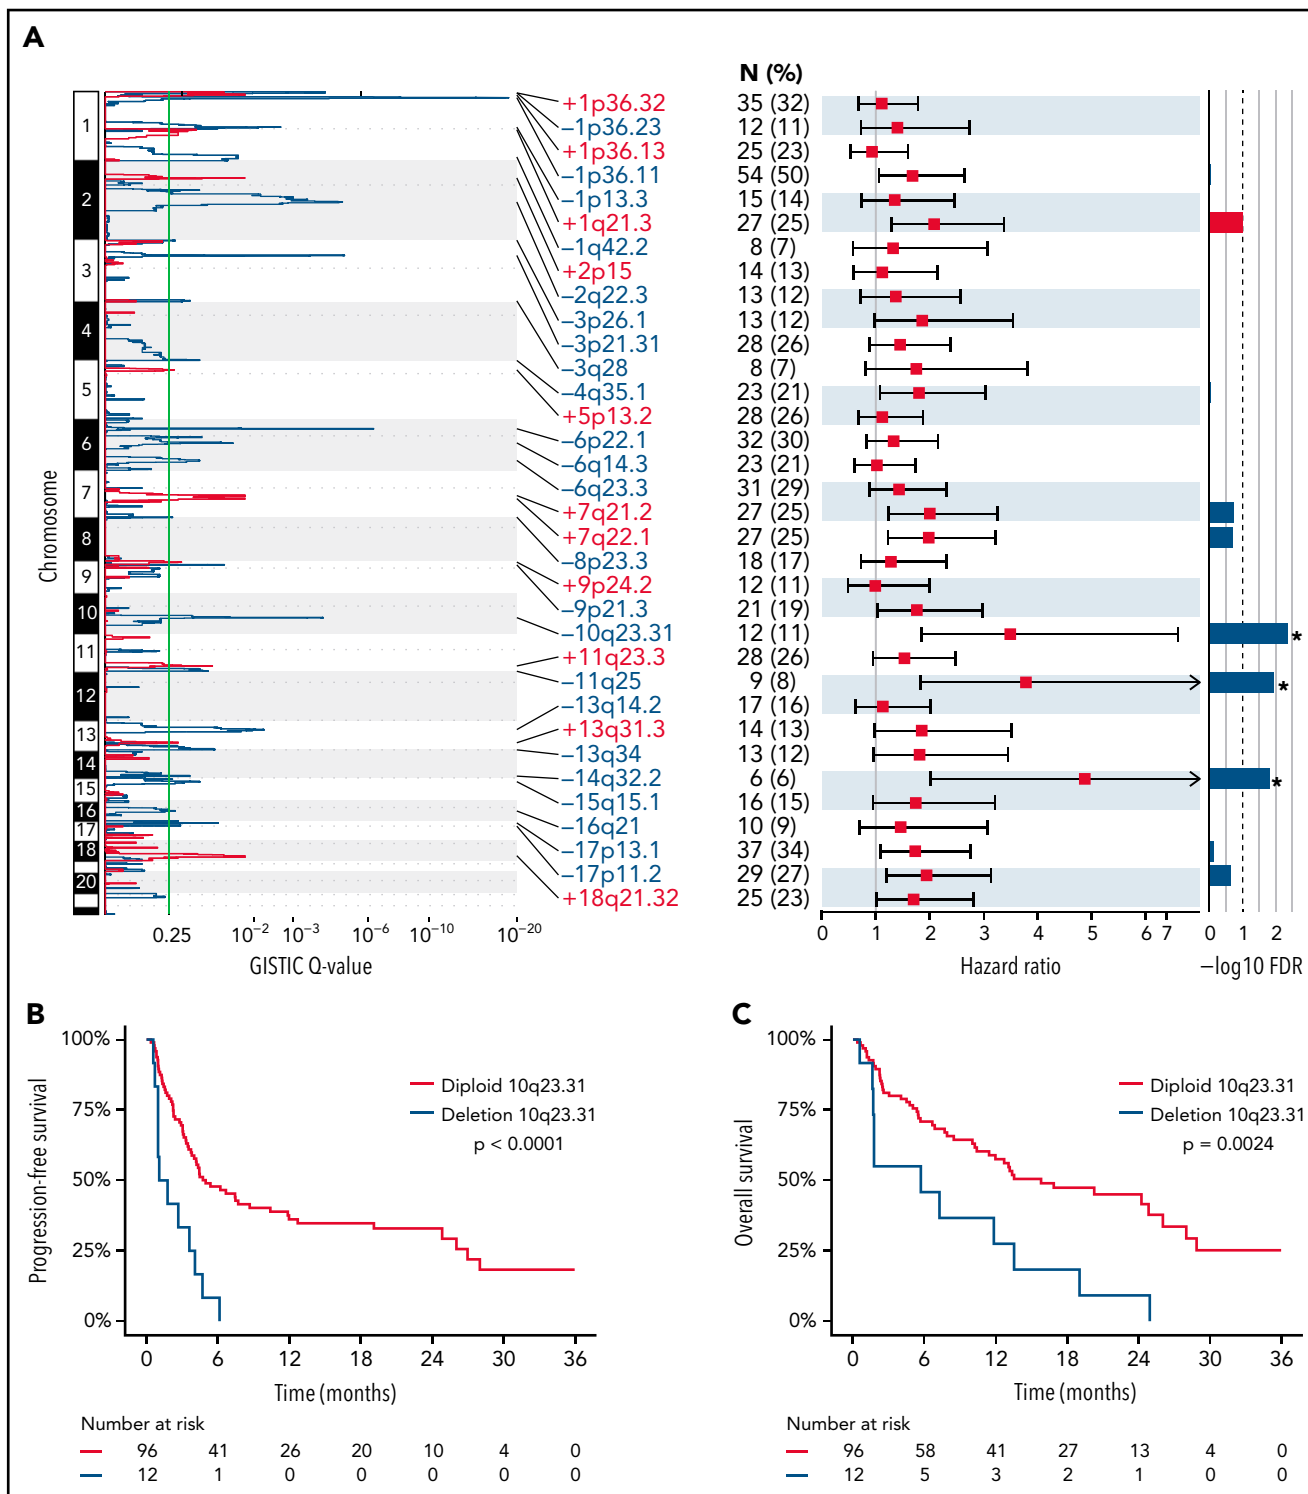 A
N (%)
Chromosome
1
2
3
4
5
6
7
8
9
10
11
12
13
14
15
16
17
18
20
+1p36.32 35 (32)
−1p36.23 12 (11)
+1p36.13 25 (23)
−1p36.11 54 (50)
−1p13.3 15 (14)
+1q21.3 27 (25)
−1q42.2 8 (7)
+2p15 14 (13)
−2q22.3 13 (12)
−3p26.1 13 (12)
−3p21.31 28 (26)
−3q28 8 (7)
−4q35.1 23 (21)
+5p13.2 28 (26)
−6p22.1 32 (30)
−6q14.3 23 (21)
−6q23.3 31 (29)
+7q21.2 27 (25)
+7q22.1 27 (25)
−8p23.3 18 (17)
+9p24.2 12 (11)
−9p21.3 21 (19)
−10q23.31 12 (11) *
+11q23.3 28 (26)
−11q25 9 (8) *
−13q14.2 17 (16)
+13q31.3 14 (13)
−13q34 13 (12)
−14q32.2 6 (6) *
−15q15.1 16 (15)
−16q21 10 (9)
−17p13.1 37 (34)
−17p11.2 29 (27)
+18q21.32 25 (23)
0.25 10−2 10−3 10−6 10−10 10−20
GISTIC Q-value
0 1 2 3 4 5 6 7
Hazard ratio
0 1 2
−log10 FDR
B
Progression-free survival
100%
75%
50%
25%
0%
Diploid 10q23.31
Deletion 10q23.31
p < 0.0001
0 6 12 18 24 30 36
Time (months)
Number at risk
96 41 26 20 10 4 0
12 1 0 0 0 0 0
C
Overall survival
100%
75%
50%
25%
0%
Diploid 10q23.31
Deletion 10q23.31
p = 0.0024
0 6 12 18 24 30 36
Time (months)
Number at risk
96 58 41 27 13 4 0
12 5 3 2 1 0 0